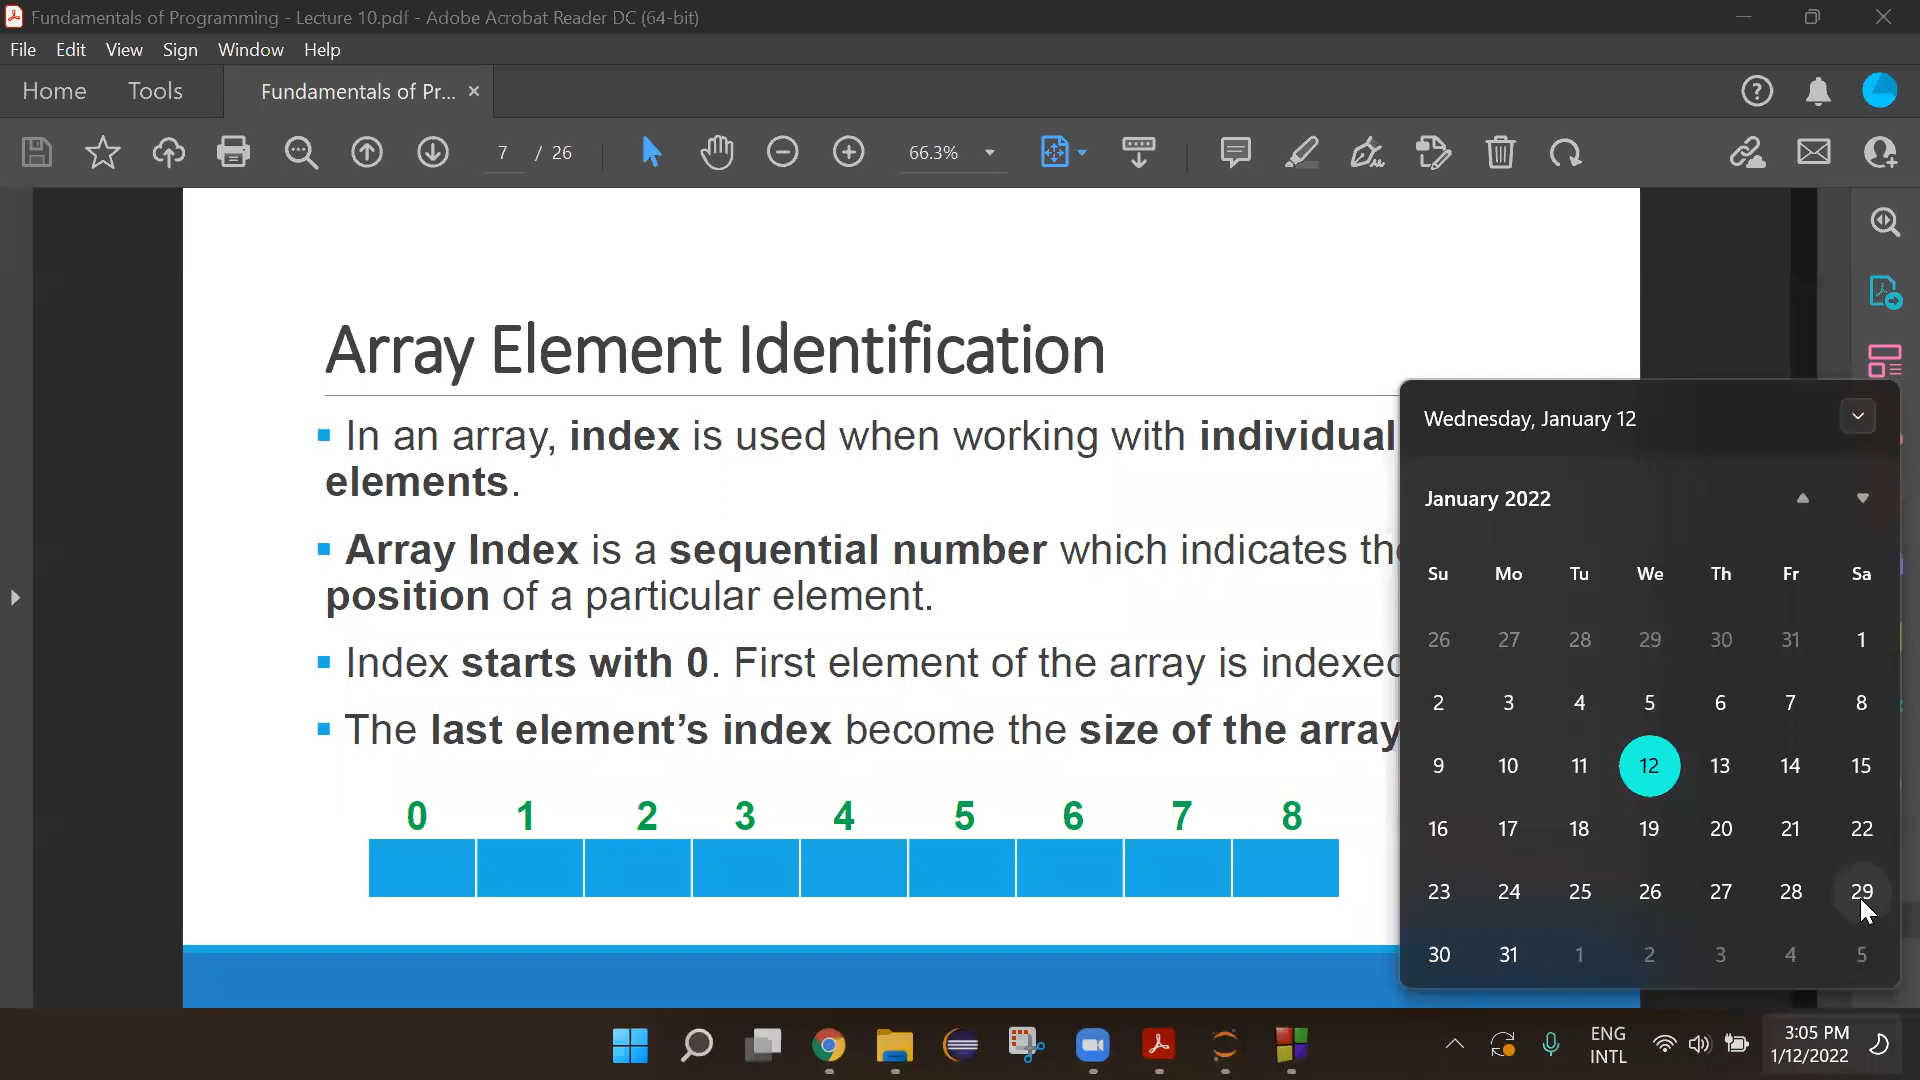 Fundamentals of Programming - Lecture 10.pdf - Adobe Acrobat Reader DC (64-bit)
File Edit View Sign Window Help
Home Tools Fundamentals of Pr... ×
7 / 26 66.3%
Array Element Identification
In an array, index is used when working with individual
elements.
Array Index is a sequential number which indicates the
position of a particular element.
Index starts with 0. First element of the array is indexed
The last element’s index become the size of the array
0 1 2 3 4 5 6 7 8
Wednesday, January 12
January 2022
Su Mo Tu We Th Fr Sa
26 27 28 29 30 31 1
2 3 4 5 6 7 8
9 10 11 12 13 14 15
16 17 18 19 20 21 22
23 24 25 26 27 28 29
30 31 1 2 3 4 5
ENG
INTL
3:05 PM
1/12/2022